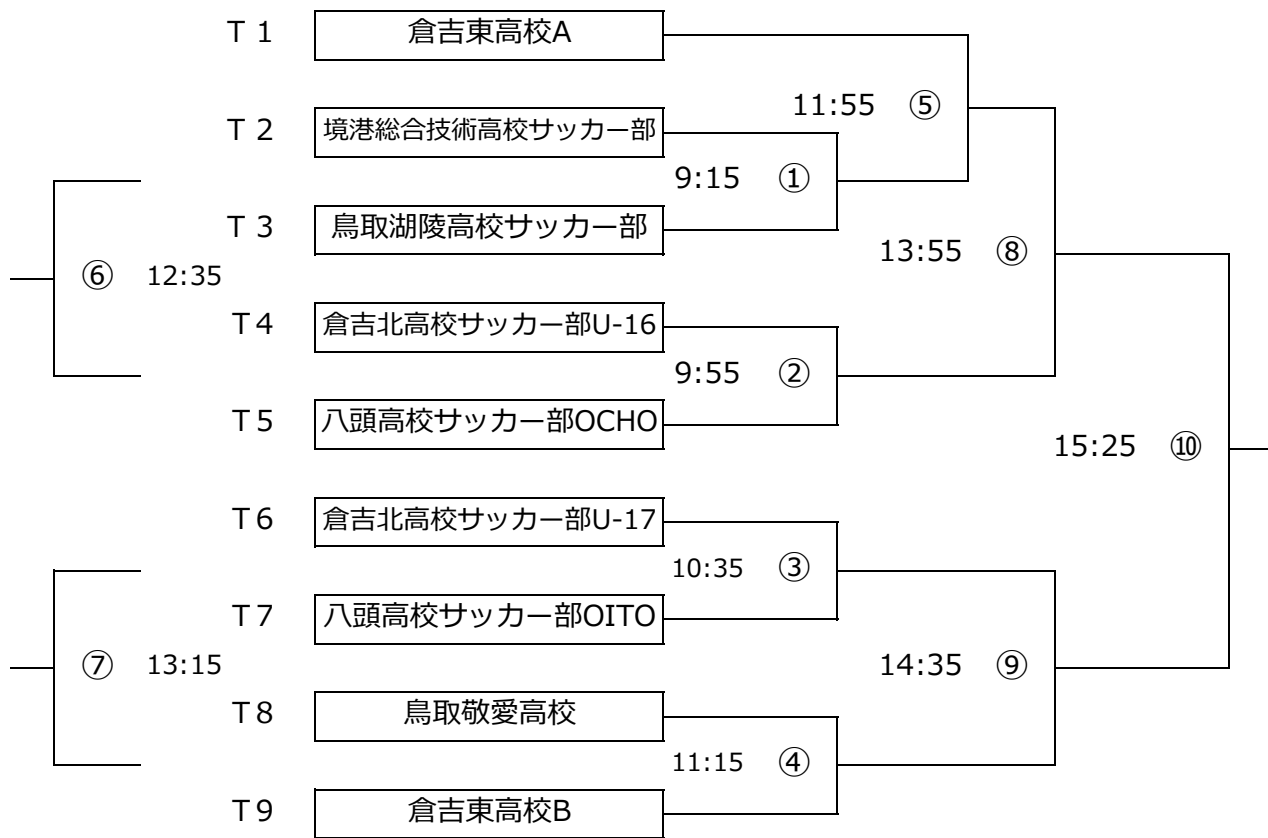 Ｔ１ 倉吉東高校A
11:55 ⑤
Ｔ２ 境港総合技術高校サッカー部
9:15 ①
Ｔ３ 鳥取湖陵高校サッカー部
13:55 ⑧
⑥ 12:35
Ｔ４ 倉吉北高校サッカー部U-16
9:55 ②
Ｔ５ 八頭高校サッカー部OCHO
15:25 ⑩
Ｔ６ 倉吉北高校サッカー部U-17
10:35 ③
Ｔ７ 八頭高校サッカー部OITO
⑦ 13:15
14:35 ⑨
Ｔ８ 鳥取敬愛高校
11:15 ④
Ｔ９ 倉吉東高校B